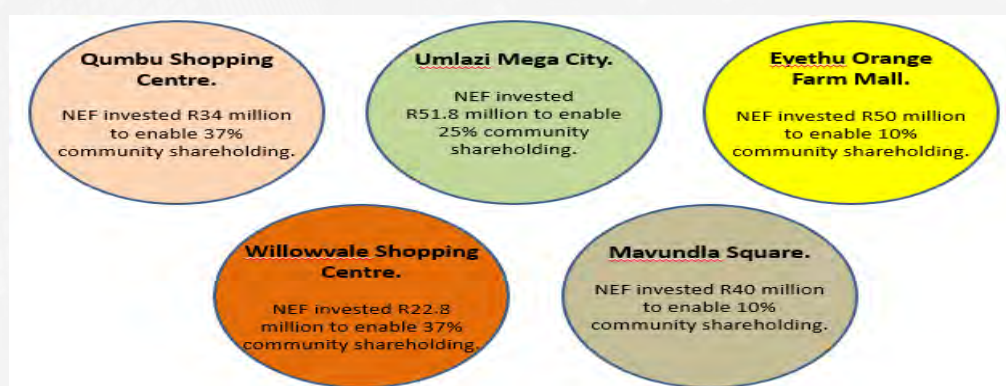 Qumbu Shopping
Centre.
NEF invested R34 million
to enable 37%
community shareholding.
Umlazi Mega City.
NEF invested
R51.8 million to enable
25% community
shareholding.
Evethu Orange
Farm Mall.
NEF invested R50 million
to enable 10%
community shareholding.
Willowvale Shopping
Centre.
NEF invested R22.8
million to enable 37%
community shareholding.
Mavundla Square.
NEF invested R40 million
to enable 10%
community shareholding.